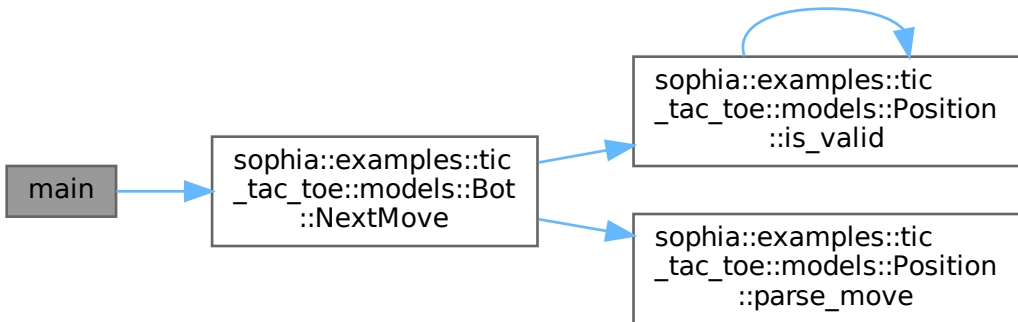 main
sophia::examples::tic
_tac_toe::models::Bot
::NextMove
sophia::examples::tic
_tac_toe::models::Position
::is_valid
sophia::examples::tic
_tac_toe::models::Position
::parse_move